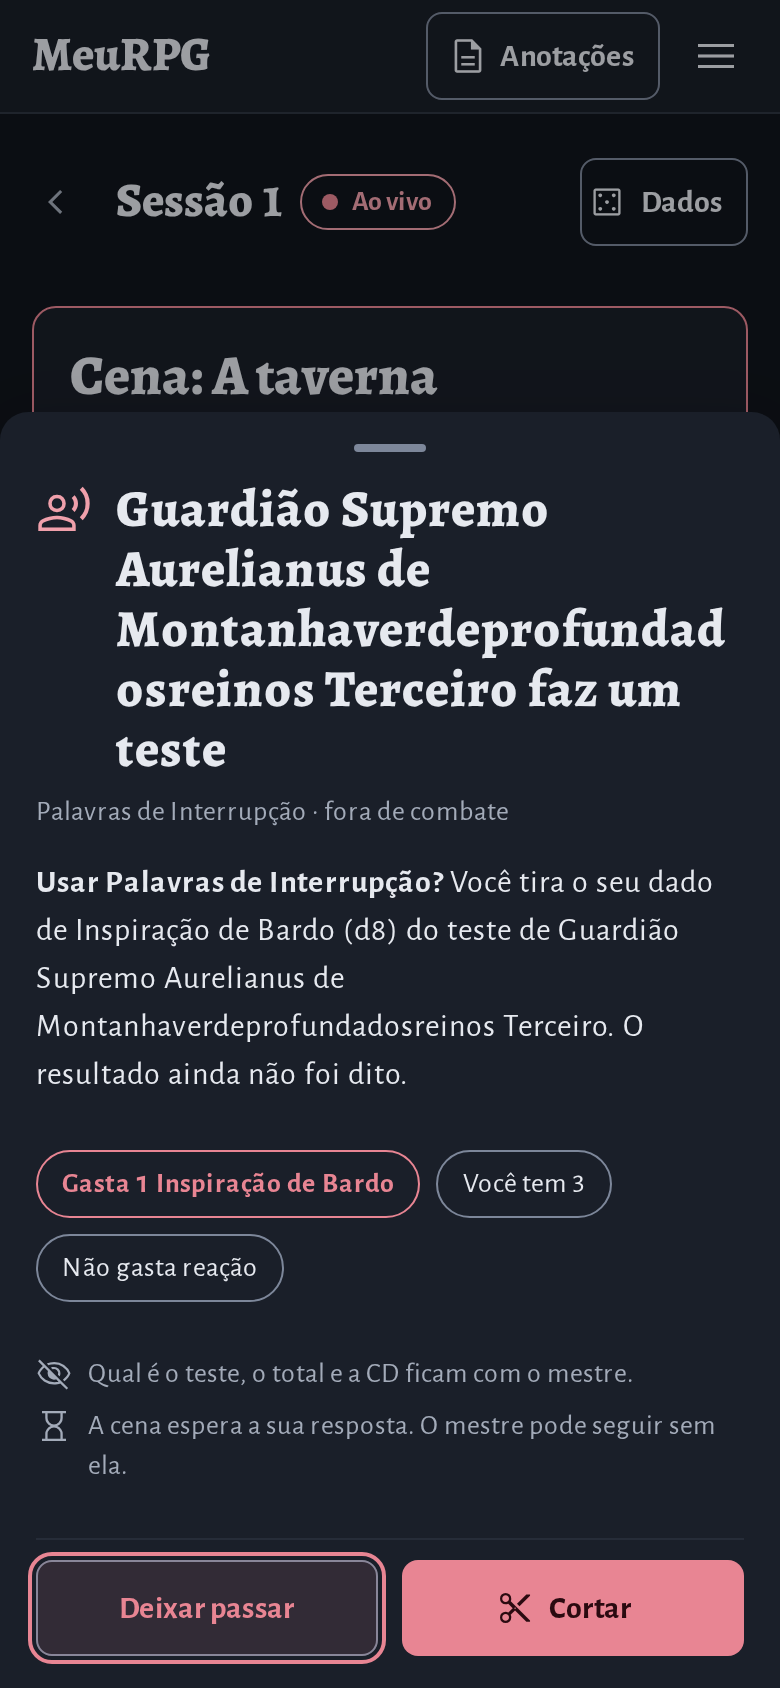 MeuRPG
Anotações
Sessão 1
Ao vivo
Dados
Cena: A taverna
Guardião Supremo
Aurelianus de
Montanhaverdeprofundad
osreinos Terceiro faz um
teste
Palavras de Interrupção · fora de combate
Usar Palavras de Interrupção? Você tira o seu dado
de Inspiração de Bardo (d8) do teste de Guardião
Supremo Aurelianus de
Montanhaverdeprofundadosreinos Terceiro. O
resultado ainda não foi dito.
Gasta 1 Inspiração de Bardo
Você tem 3
Não gasta reação
Qual é o teste, o total e a CD ficam com o mestre.
A cena espera a sua resposta. O mestre pode seguir sem
ela.
Deixar passar
Cortar